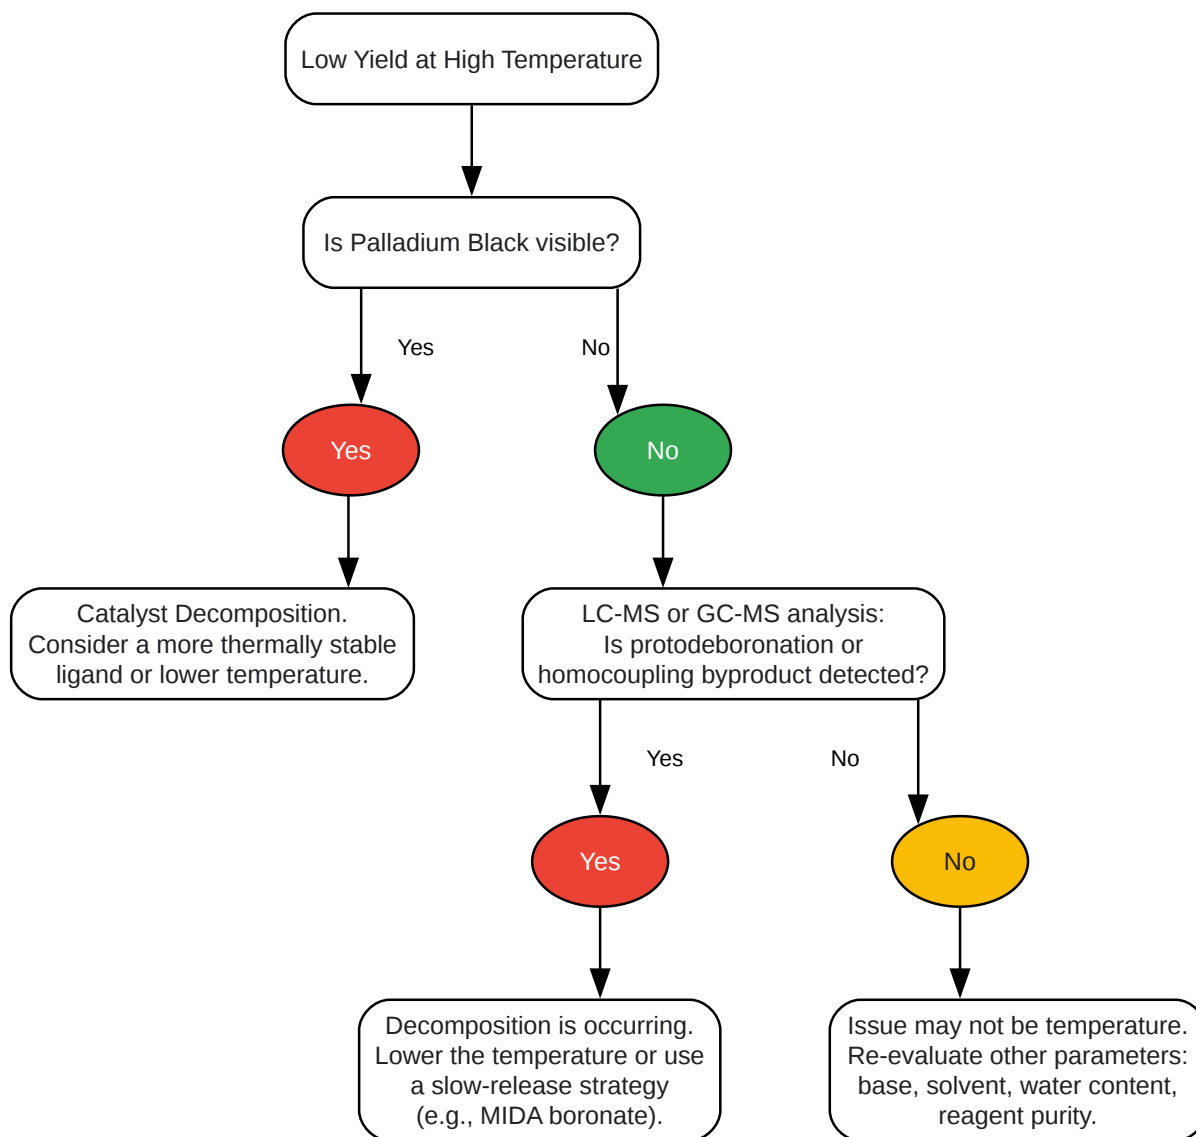 Low Yield at High Temperature
Is Palladium Black visible?
Yes
No
Yes
No
Catalyst Decomposition.
Consider a more thermally stable
ligand or lower temperature.
LC-MS or GC-MS analysis:
Is protodeboronation or
homocoupling byproduct detected?
Yes
No
Yes
No
Decomposition is occurring.
Lower the temperature or use
a slow-release strategy
(e.g., MIDA boronate).
Issue may not be temperature.
Re-evaluate other parameters:
base, solvent, water content,
reagent purity.